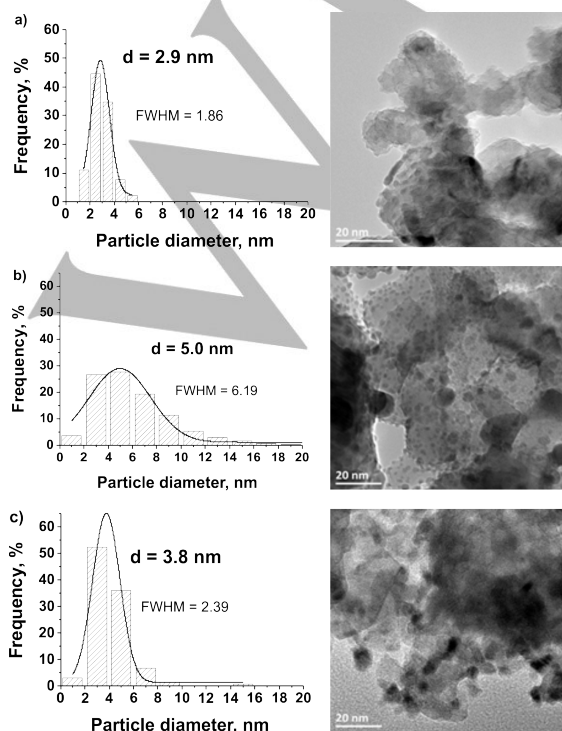 a)
60
50
40
30
20
10
0
Frequency, %
d = 2.9 nm
FWHM = 1.86
0 2 4 6 8 10 12 14 16 18 20
Particle diameter, nm
20 nm
b)
50
40
30
20
10
0
Frequency, %
d = 5.0 nm
FWHM = 6.19
0 2 4 6 8 10 12 14 16 18 20
Particle diameter, nm
20 nm
c)
60
50
40
30
20
10
0
Frequency, %
d = 3.8 nm
FWHM = 2.39
0 2 4 6 8 10 12 14 16 18 20
Particle diameter, nm
20 nm